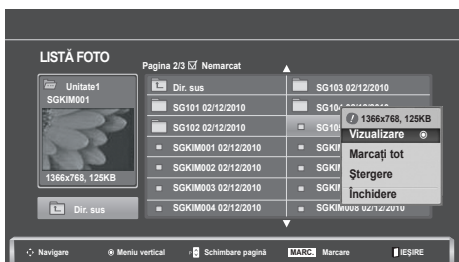 LISTĂ FOTO
Pagina 2/3 ☑ Nemarcat
Unitate1
SGKIM001
1366x768, 125KB
Dir. sus
Dir. sus
SG101 02/12/2010
SG102 02/12/2010
SGKIM001 02/12/2010
SGKIM002 02/12/2010
SGKIM003 02/12/2010
SGKIM004 02/12/2010
SG103 02/12/2010
1366x768, 125KB
Vizualizare
Marcați tot
Ștergere
Închidere
SGKIM008 02/12/2010
Navigare Meniu vertical P Schimbare pagină MARC. Marcare IEȘIRE